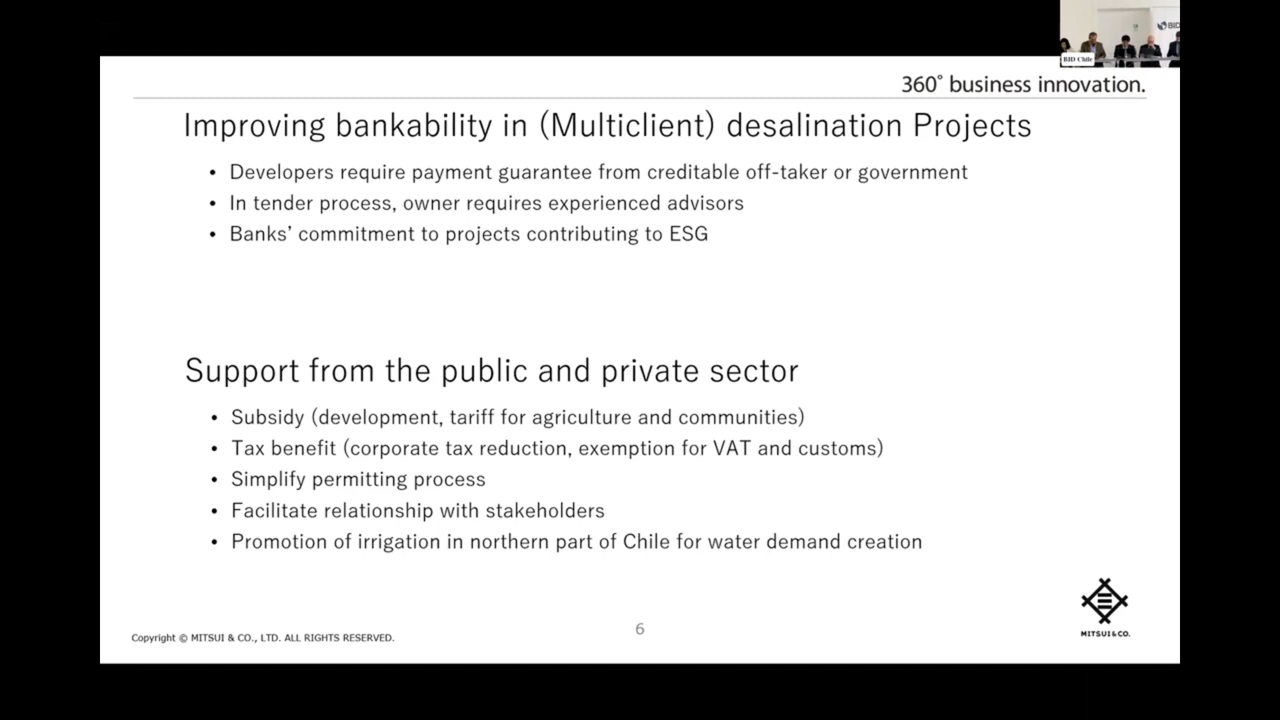 BID
BID Chile
360° business innovation.
Improving bankability in (Multiclient) desalination Projects
• Developers require payment guarantee from creditable off-taker or government
• In tender process, owner requires experienced advisors
• Banks’ commitment to projects contributing to ESG
Support from the public and private sector
• Subsidy (development, tariff for agriculture and communities)
• Tax benefit (corporate tax reduction, exemption for VAT and customs)
• Simplify permitting process
• Facilitate relationship with stakeholders
• Promotion of irrigation in northern part of Chile for water demand creation
MITSUI & CO.
Copyright © MITSUI & CO., LTD. ALL RIGHTS RESERVED.
6